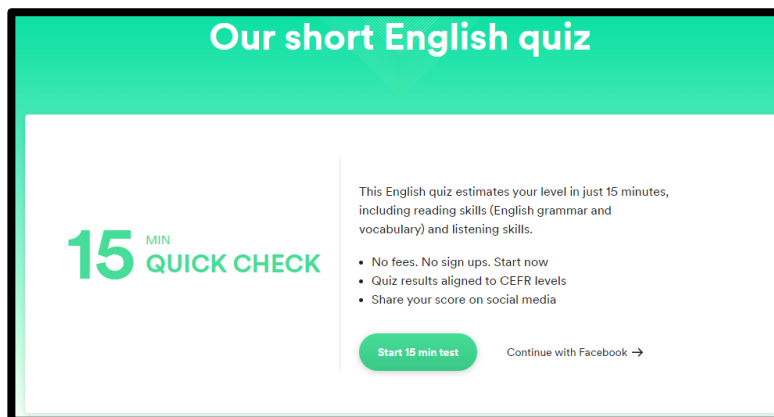 Our short English quiz
15 MIN
QUICK CHECK
This English quiz estimates your level in just 15 minutes,
including reading skills (English grammar and
vocabulary) and listening skills.
• No fees. No sign ups. Start now
• Quiz results aligned to CEFR levels
• Share your score on social media
Start 15 min test
Continue with Facebook →